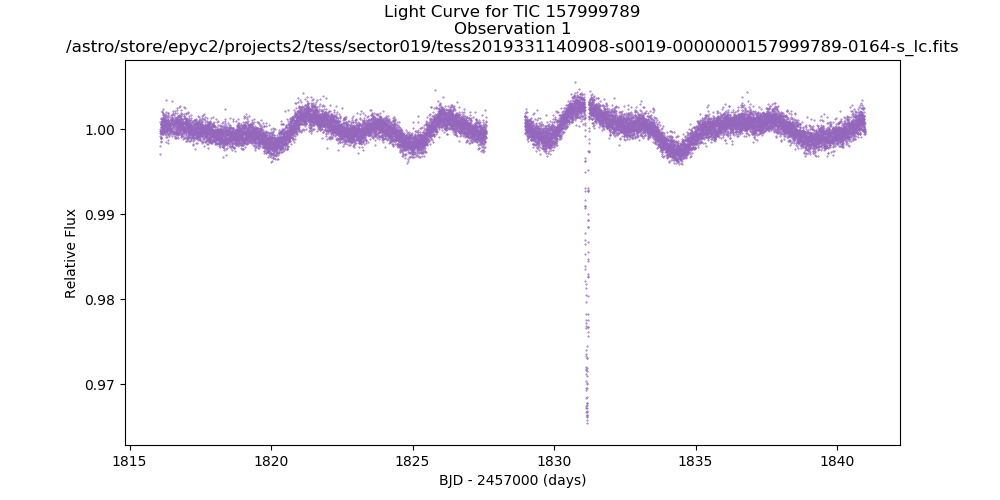 Light Curve for TIC 157999789
Observation 1
/astro/store/epyc2/projects2/tess/sector019/tess2019331140908-s0019-0000000157999789-0164-s_lc.fits
1.00
0.99
0.98
0.97
Relative Flux
1815 1820 1825 1830 1835 1840
BJD - 2457000 (days)